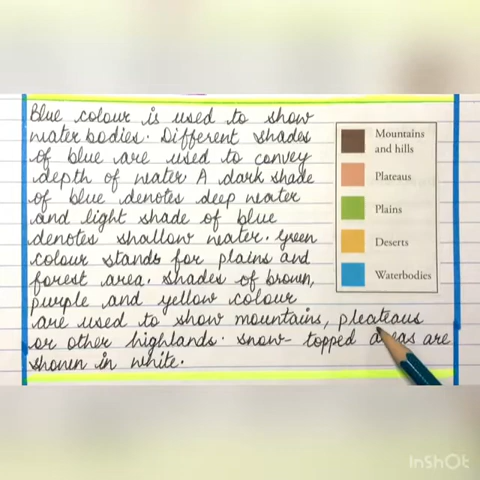 Blue colour is used to show
water bodies. Different shades
of blue are used to convey
depth of water A dark shade
of blue denotes deep water
and light shade of blue
denotes shallow water. Green
colour stands for plains and
forest area. Shades of brown,
purple and yellow colour
are used to show mountains, pleateaus
or other highlands. Snow- topped areas are
shown in white.
Mountains
and hills
Plateaus
Plains
Deserts
Waterbodies
InShOt